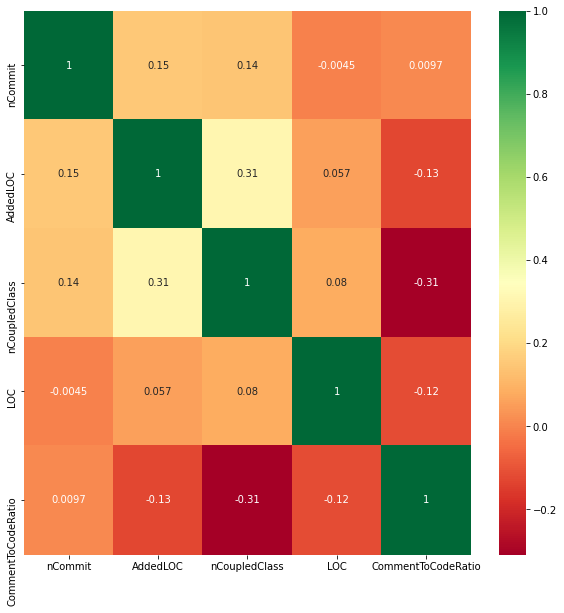 nCommit 1 0.15 0.14 -0.0045 0.0097
AddedLOC 0.15 1 0.31 0.057 -0.13
nCoupledClass 0.14 0.31 1 0.08 -0.31
LOC -0.0045 0.057 0.08 1 -0.12
CommentToCodeRatio 0.0097 -0.13 -0.31 -0.12 1
nCommit AddedLOC nCoupledClass LOC CommentToCodeRatio
1.0
0.8
0.6
0.4
0.2
0.0
−0.2